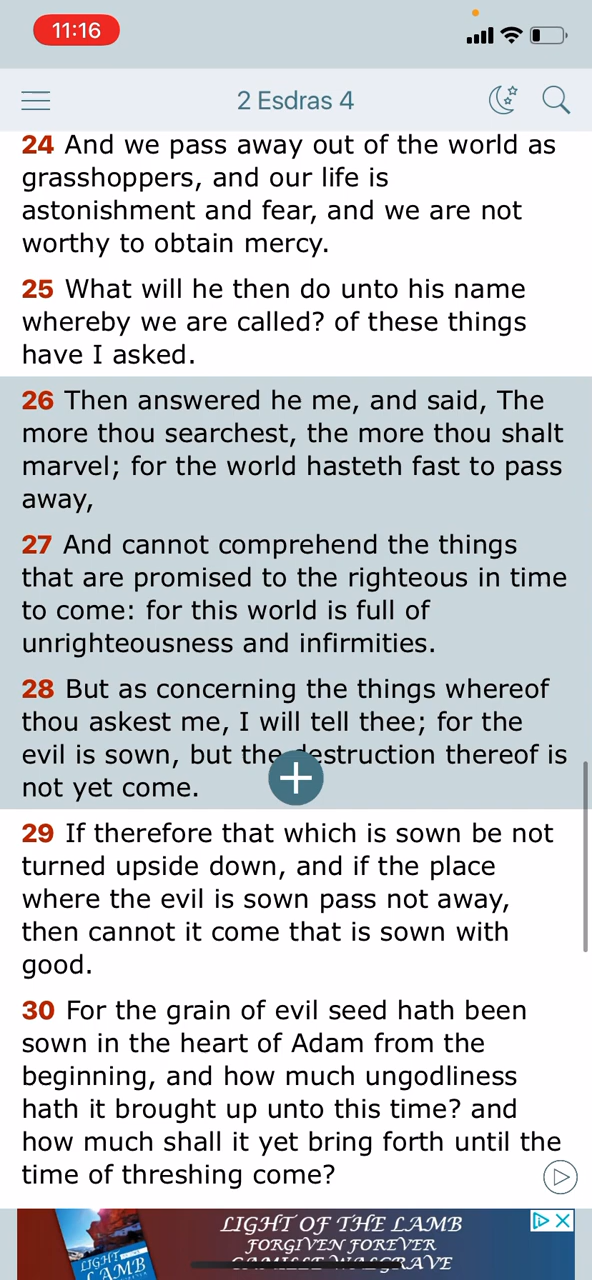 11:16
2 Esdras 4
24 And we pass away out of the world as
grasshoppers, and our life is
astonishment and fear, and we are not
worthy to obtain mercy.
25 What will he then do unto his name
whereby we are called? of these things
have I asked.
26 Then answered he me, and said, The
more thou searchest, the more thou shalt
marvel; for the world hasteth fast to pass
away,
27 And cannot comprehend the things
that are promised to the righteous in time
to come: for this world is full of
unrighteousness and infirmities.
28 But as concerning the things whereof
thou askest me, I will tell thee; for the
evil is sown, but the destruction thereof is
not yet come.
29 If therefore that which is sown be not
turned upside down, and if the place
where the evil is sown pass not away,
then cannot it come that is sown with
good.
30 For the grain of evil seed hath been
sown in the heart of Adam from the
beginning, and how much ungodliness
hath it brought up unto this time? and
how much shall it yet bring forth until the
time of threshing come?
LIGHT OF THE LAMB
FORGIVEN FOREVER
CAMILLE WALGRAVE
LIGHT
LAMB